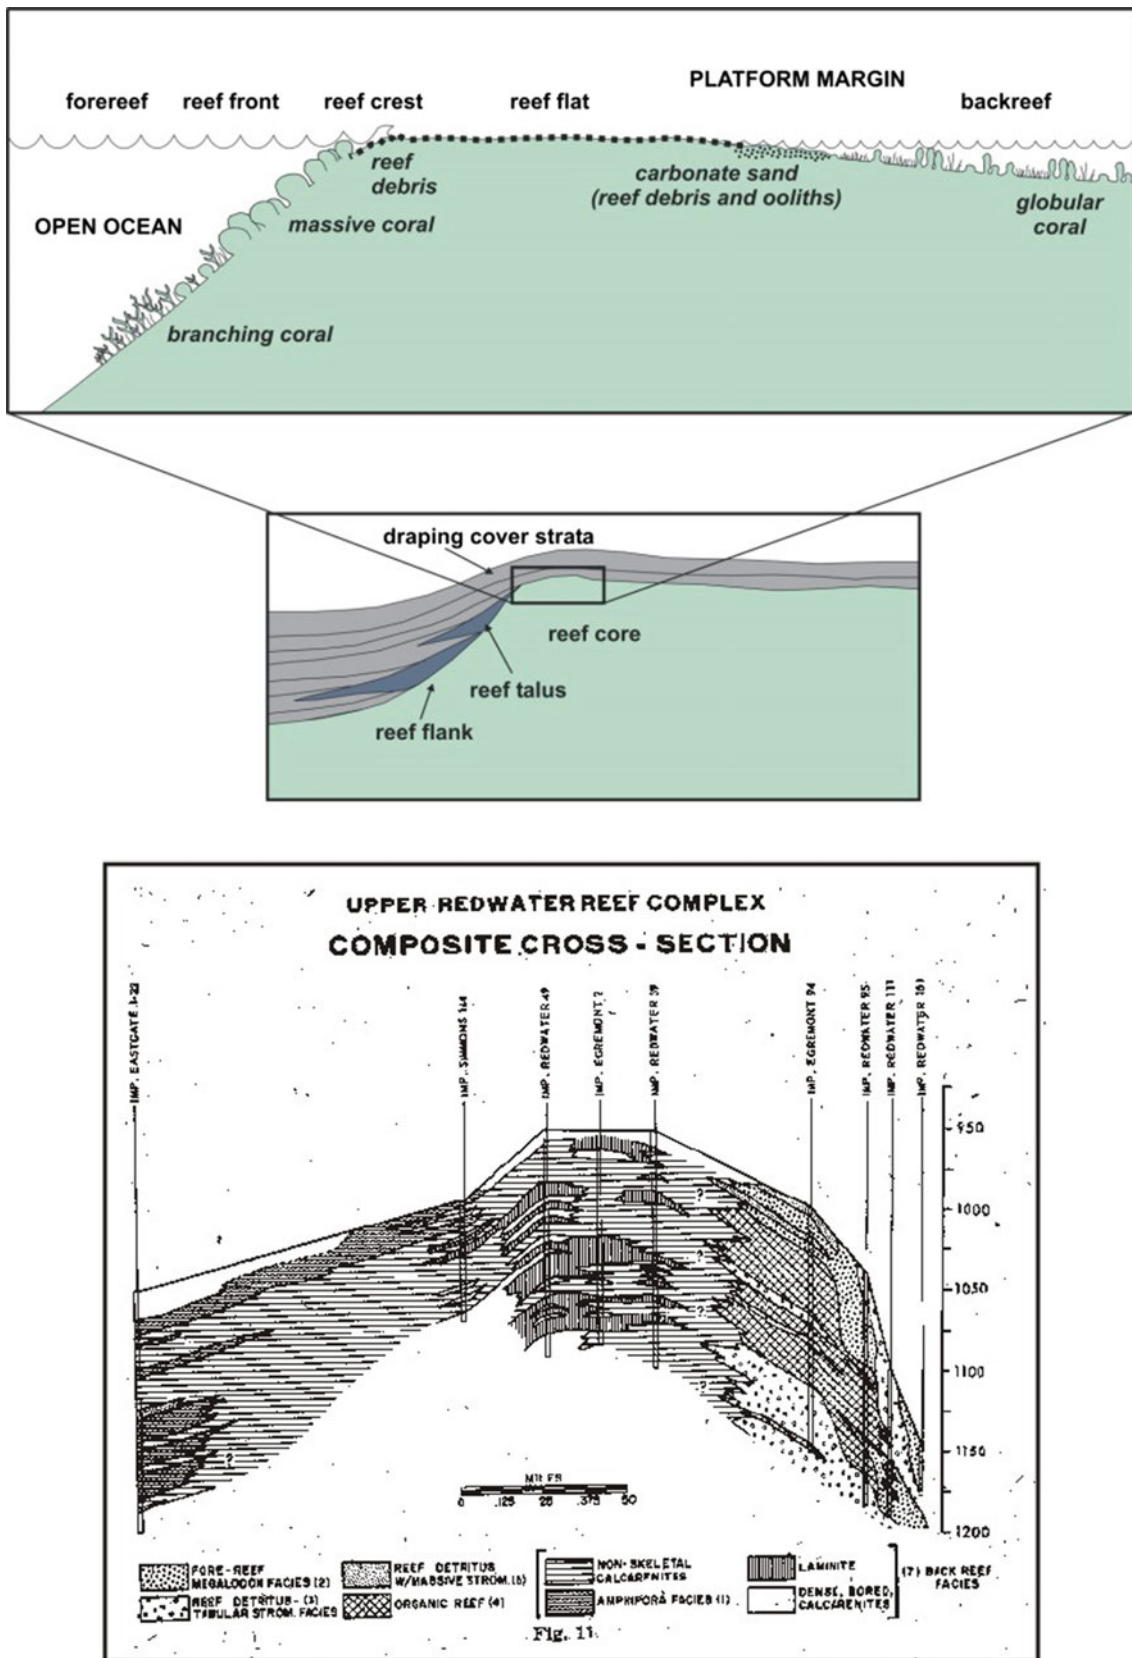 PLATFORM MARGIN
forereef
reef front
reef crest
reef flat
backreef
reef
debris
carbonate sand
(reef debris and ooliths)
globular
coral
massive coral
OPEN OCEAN
branching coral
draping cover strata
reef core
reef talus
reef flank
UPPER REDWATER REEF COMPLEX
COMPOSITE CROSS - SECTION
IMP. EASTGATE 1-22
IMP. SIMMONS 164
IMP. REDWATER 49
IMP. EGREMONT 2
IMP. REDWATER 39
IMP. EGREMONT 94
IMP. REDWATER 95
IMP. REDWATER 111
IMP. REDWATER 103
950
1000
1050
1100
1150
1200
?
?
?
?
?
MILES
0 .125 .25 .375 .50
FORE-REEF
MEGALODON FACIES (2)
REEF DETRITUS - (3)
TABULAR STROM. FACIES
REEF DETRITUS
W/MASSIVE STROM. (5)
ORGANIC REEF (4)
NON-SKELETAL
CALCARENITES
AMPHIPORA FACIES (1)
LAMINITE
DENSE, BORED,
CALCARENITES
(7) BACK REEF
FACIES
Fig. 11